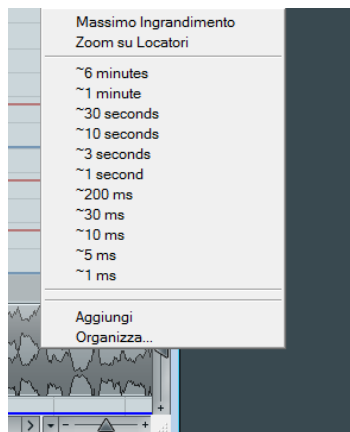 Massimo Ingrandimento
Zoom su Locatori
~6 minutes
~1 minute
~30 seconds
~10 seconds
~3 seconds
~1 second
~200 ms
~30 ms
~10 ms
~5 ms
~1 ms
Aggiungi
Organizza...